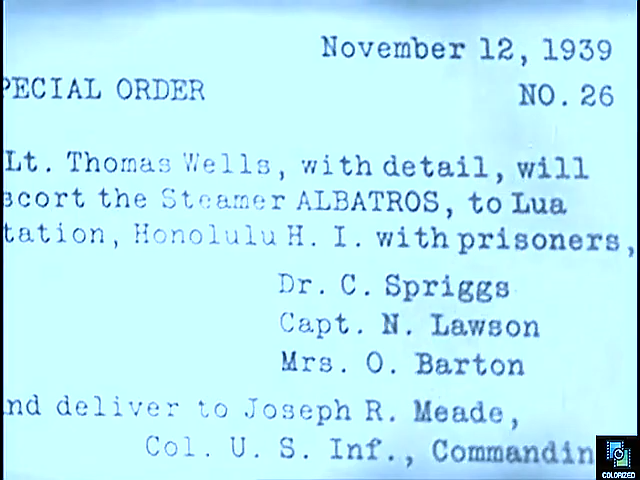 November 12, 1939
PECIAL ORDER NO. 26
Lt. Thomas Wells, with detail, will
scort the Steamer ALBATROS, to Lua
tation, Honolulu H. I. with prisoners,
Dr. C. Spriggs
Capt. N. Lawson
Mrs. O. Barton
nd deliver to Joseph R. Meade,
Col. U. S. Inf., Commandin
COLORIZED